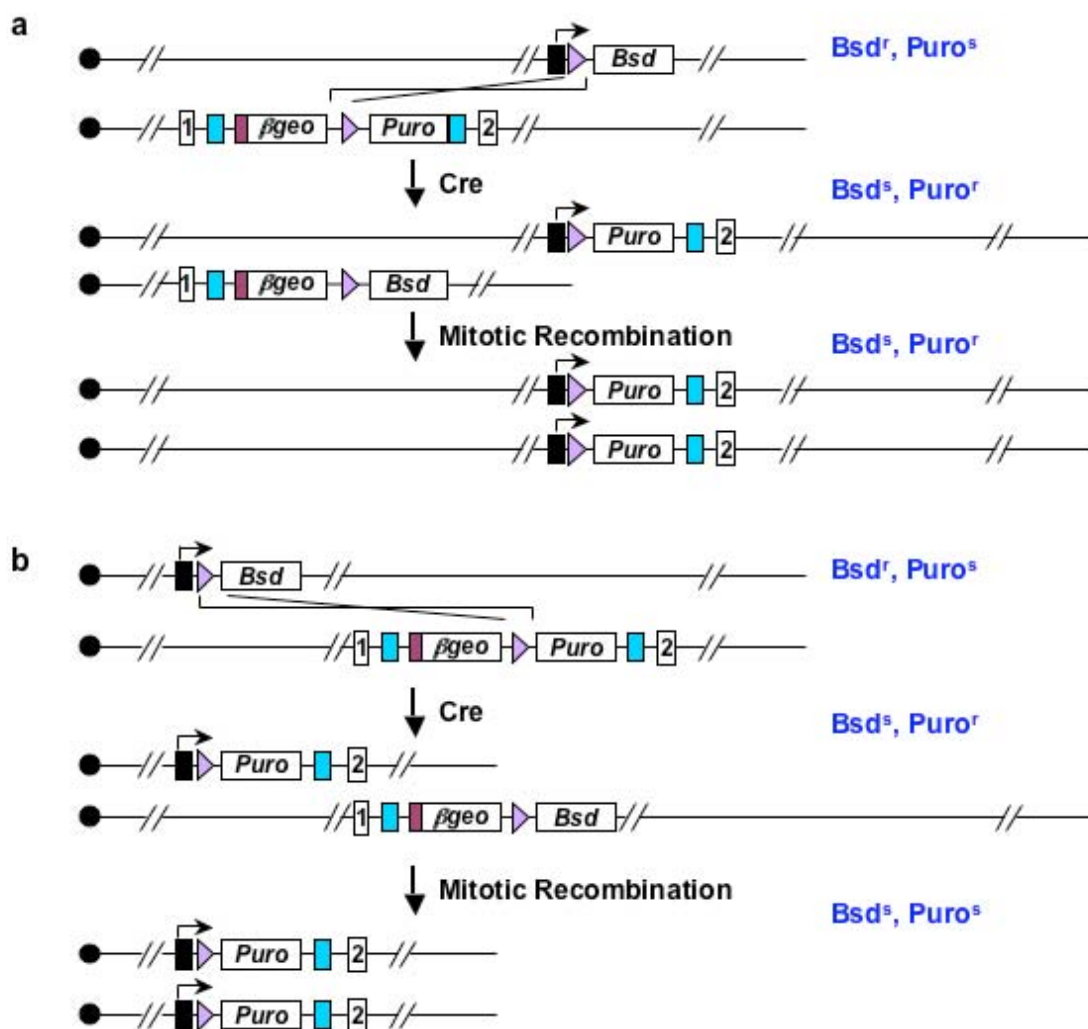 a
Bsd Bsdʳ, Puroˢ
1 βgeo Puro 2
Cre
Bsdˢ, Puroʳ
Puro 2
1 βgeo Bsd
Mitotic Recombination
Bsdˢ, Puroʳ
Puro 2
Puro 2
b
Bsd Bsdʳ, Puroˢ
1 βgeo Puro 2
Cre
Bsdˢ, Puroʳ
Puro 2
1 βgeo Bsd
Mitotic Recombination
Bsdˢ, Puroˢ
Puro 2
Puro 2